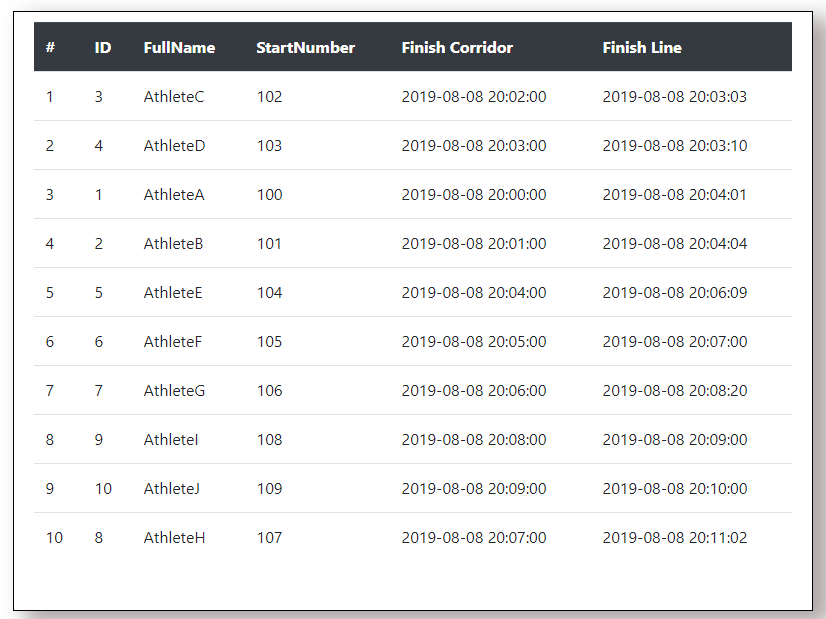 # ID FullName StartNumber Finish Corridor Finish Line
1 3 AthleteC 102 2019-08-08 20:02:00 2019-08-08 20:03:03
2 4 AthleteD 103 2019-08-08 20:03:00 2019-08-08 20:03:10
3 1 AthleteA 100 2019-08-08 20:00:00 2019-08-08 20:04:01
4 2 AthleteB 101 2019-08-08 20:01:00 2019-08-08 20:04:04
5 5 AthleteE 104 2019-08-08 20:04:00 2019-08-08 20:06:09
6 6 AthleteF 105 2019-08-08 20:05:00 2019-08-08 20:07:00
7 7 AthleteG 106 2019-08-08 20:06:00 2019-08-08 20:08:20
8 9 AthleteI 108 2019-08-08 20:08:00 2019-08-08 20:09:00
9 10 AthleteJ 109 2019-08-08 20:09:00 2019-08-08 20:10:00
10 8 AthleteH 107 2019-08-08 20:07:00 2019-08-08 20:11:02